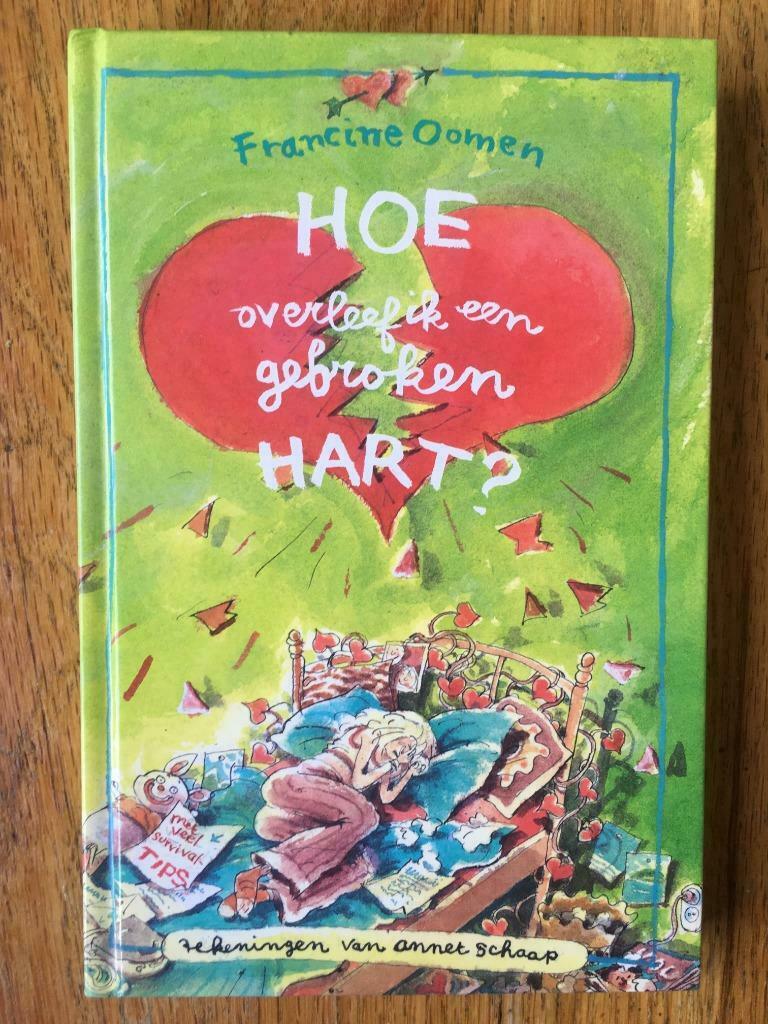 Francine Oomen
HOE
overleef ik een
gebroken
HART?
met
veel
survival-
TIPS
tekeningen van annet schaap